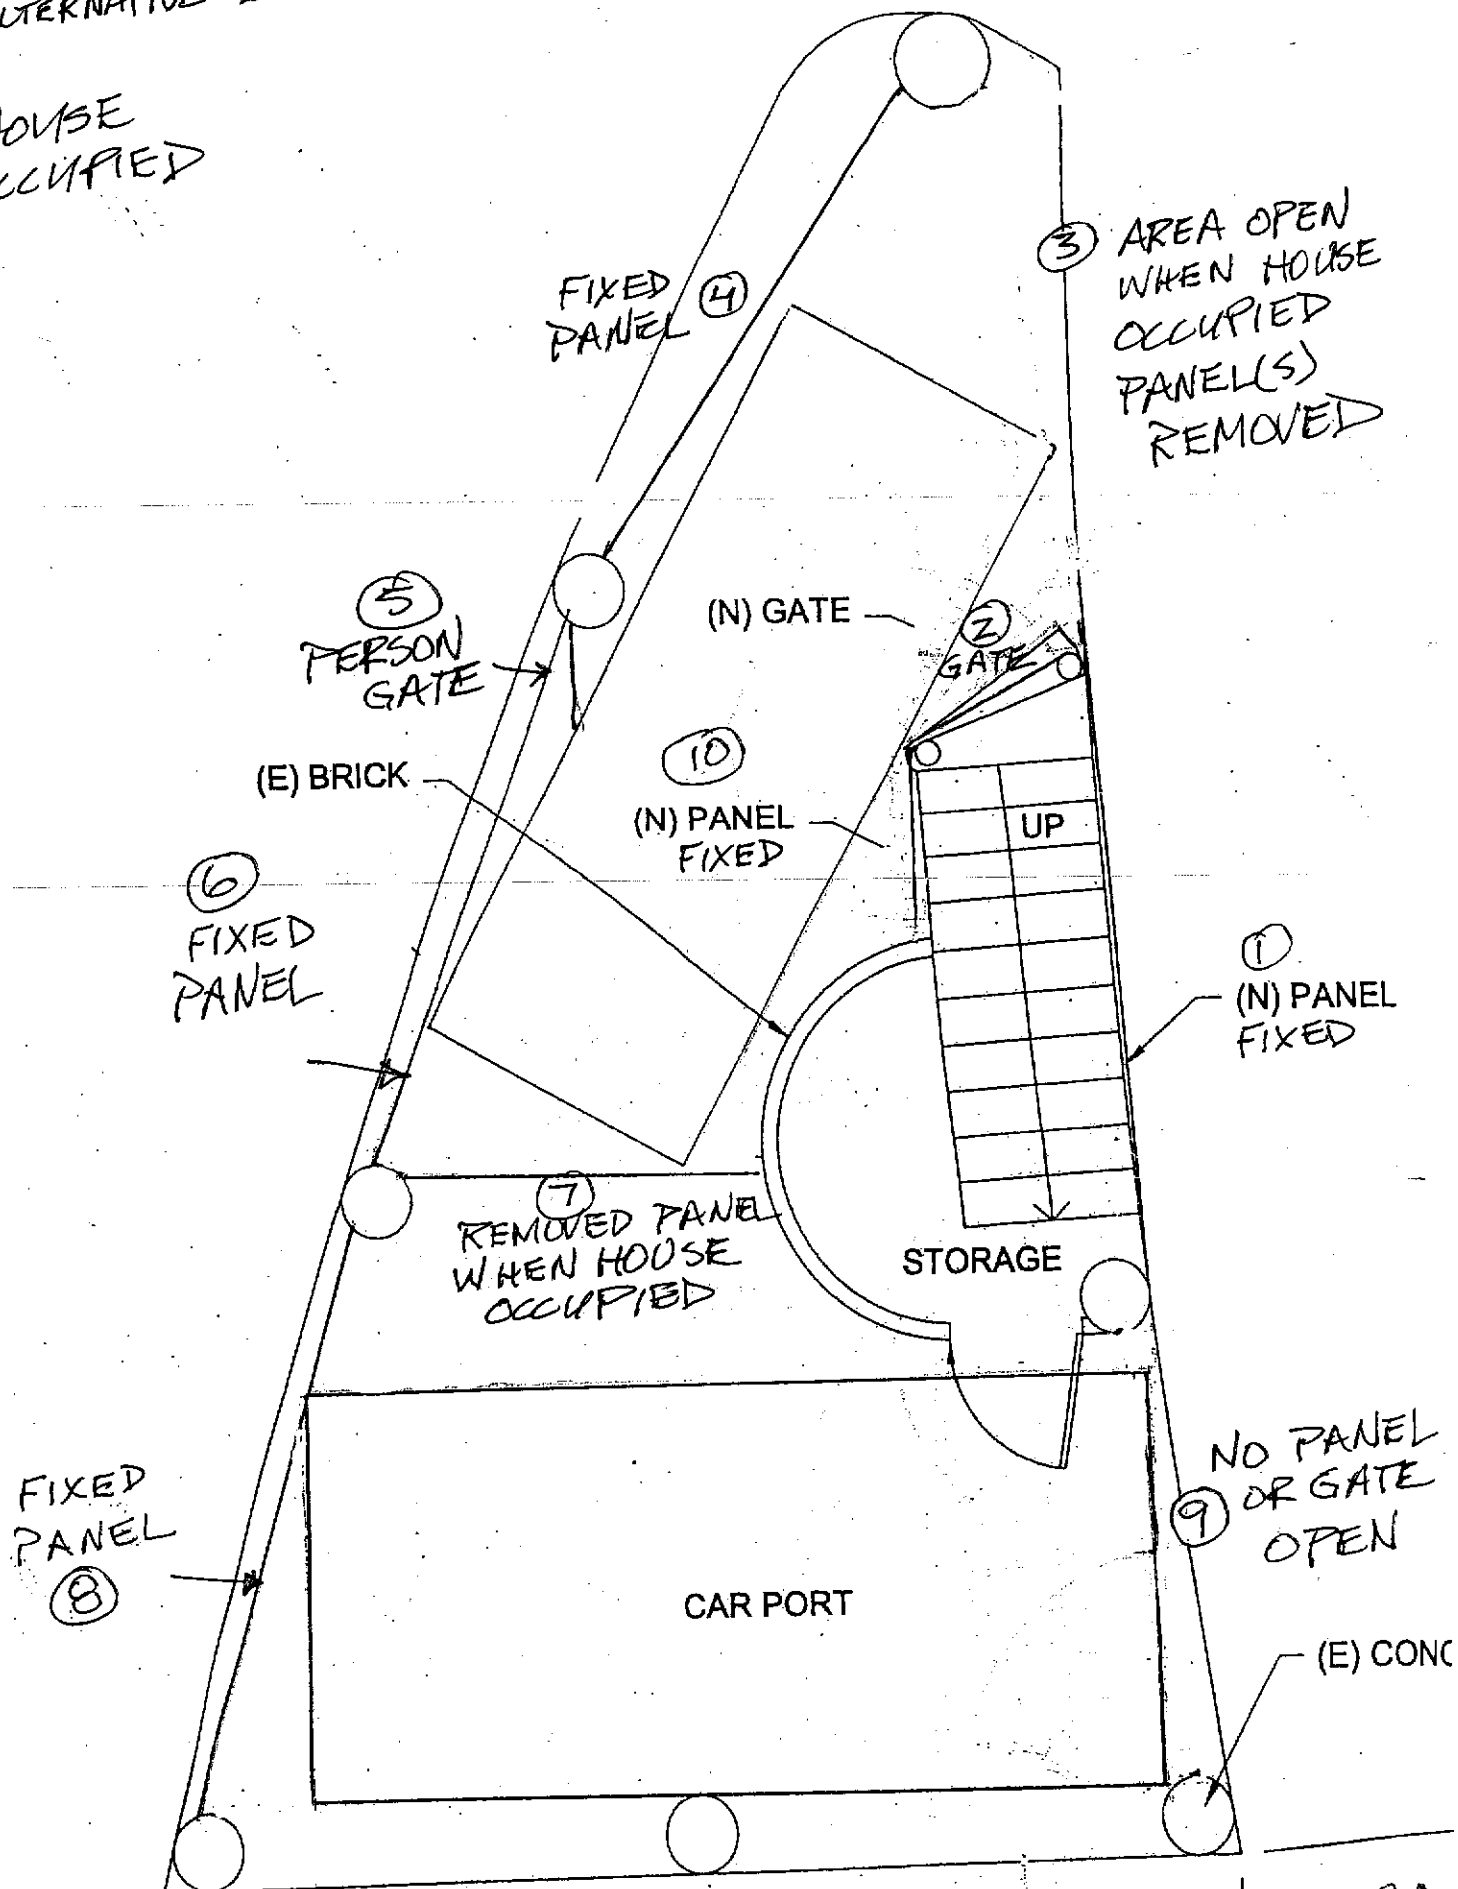 HOUSE
OCCUPIED
③ AREA OPEN
WHEN HOUSE
OCCUPIED
PANEL(S)
REMOVED
FIXED
PANEL ④
⑤
PERSON
GATE
(N) GATE
②
GATE
(E) BRICK
⑩
(N) PANEL
FIXED
UP
⑥
FIXED
PANEL
①
(N) PANEL
FIXED
⑦
REMOVED PANEL
WHEN HOUSE
OCCUPIED
STORAGE
FIXED
PANEL
⑧
NO PANEL
⑨ OR GATE
OPEN
CAR PORT
(E) CONC